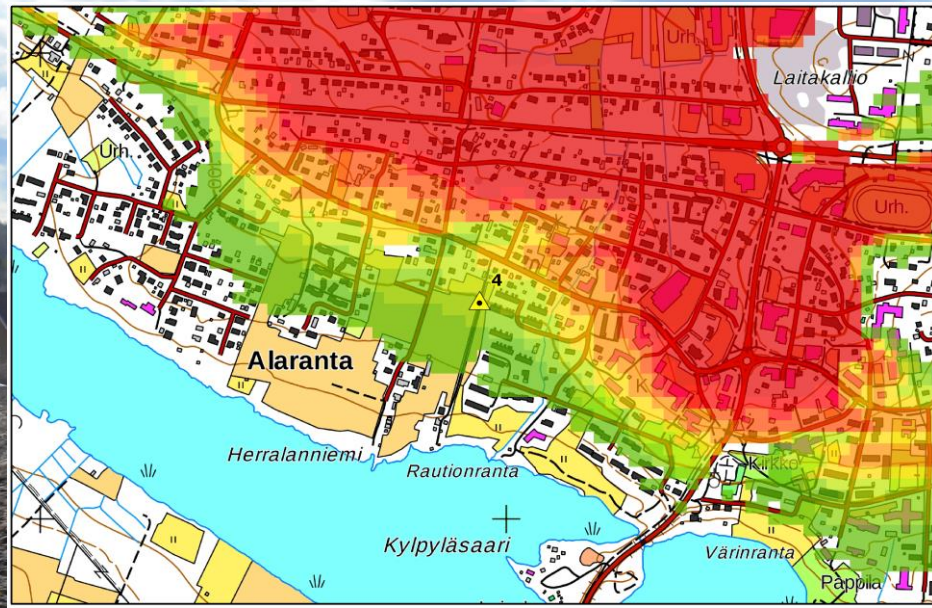 Urh.
Laitakallio
Urh.
Urh.
4
Alaranta
Herralanniemi
Rautionranta
Kirkko
Kylpyläsaari
Värinranta
Pappila